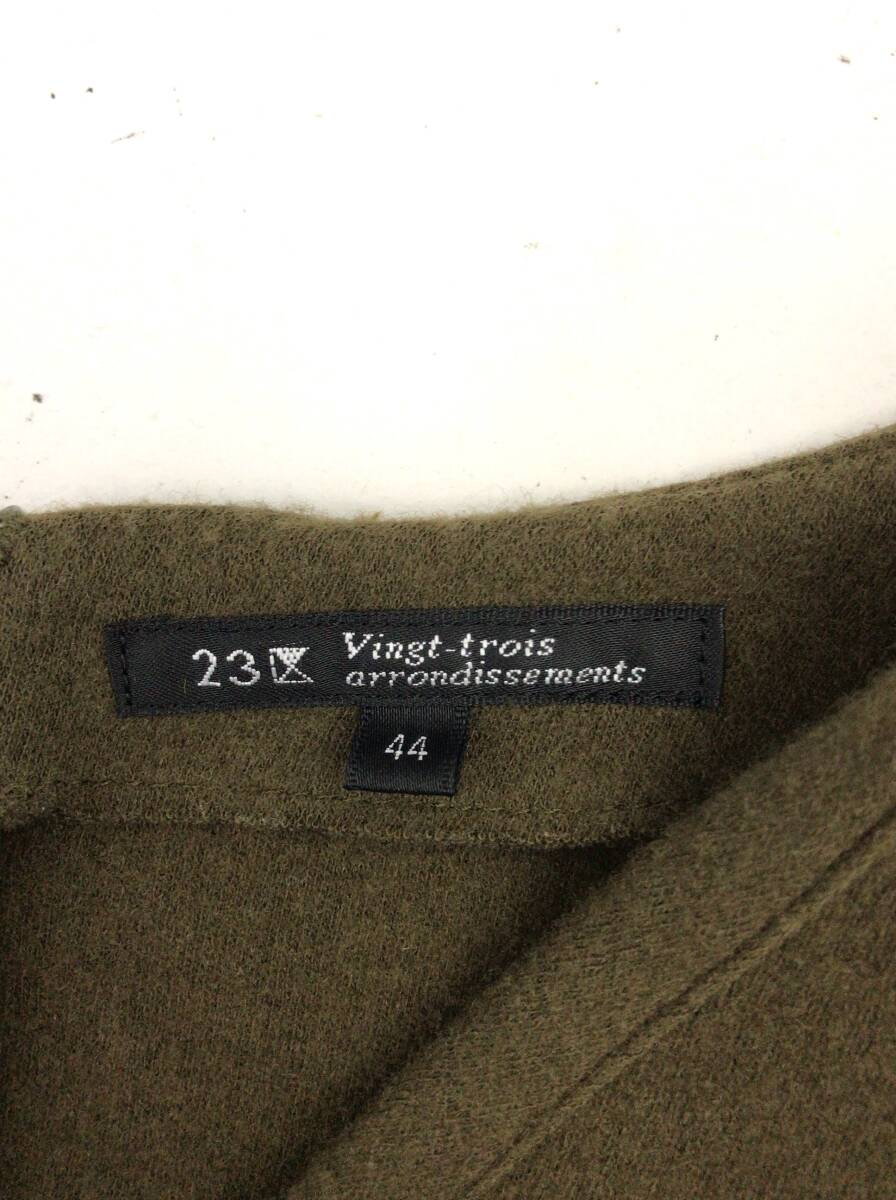 23区 Vingt-trois
arrondissements
44